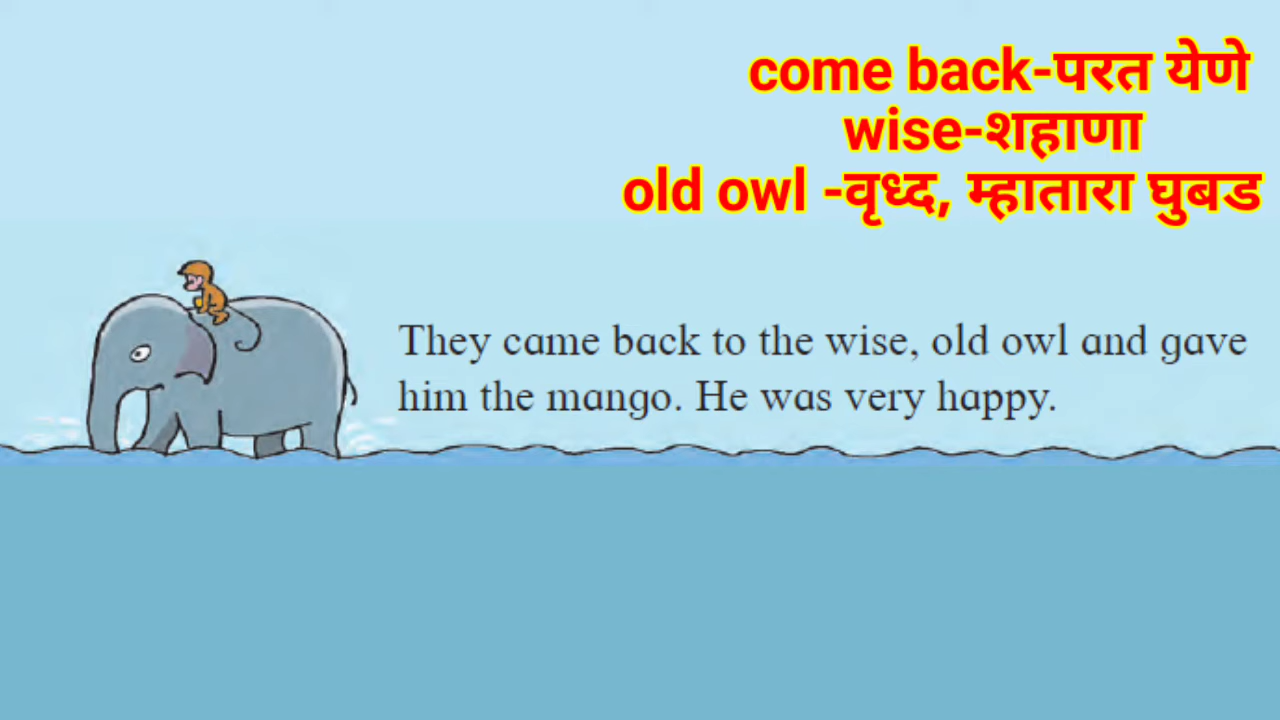 come back-परत येणे
wise-शहाणा
old owl -वृध्द, म्हातारा घुबड
They came back to the wise, old owl and gave
him the mango. He was very happy.